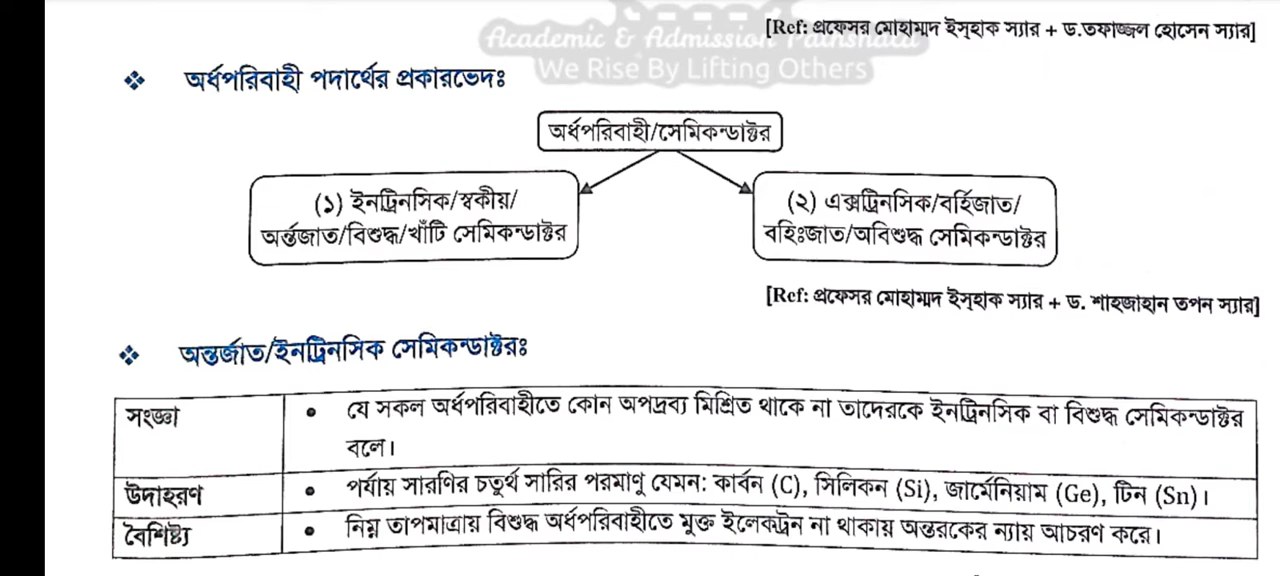 [Ref: প্রফেসর মোহাম্মদ ইস্হাক স্যার + ড.তফাজ্জল হোসেন স্যার]
Academic & Admission
We Rise By Lifting Others
❖ অর্ধপরিবাহী পদার্থের প্রকারভেদঃ
অর্ধপরিবাহী/সেমিকন্ডাক্টর
(১) ইনট্রিনসিক/স্বকীয়/
অর্ন্তজাত/বিশুদ্ধ/খাঁটি সেমিকন্ডাক্টর
(২) এক্সট্রিনসিক/বর্হিজাত/
বহিঃজাত/অবিশুদ্ধ সেমিকন্ডাক্টর
[Ref: প্রফেসর মোহাম্মদ ইস্হাক স্যার + ড. শাহজাহান তপন স্যার]
❖ অন্তর্জাত/ইনট্রিনসিক সেমিকন্ডাক্টরঃ
সংজ্ঞা
• যে সকল অর্ধপরিবাহীতে কোন অপদ্রব্য মিশ্রিত থাকে না তাদেরকে ইনট্রিনসিক বা বিশুদ্ধ সেমিকন্ডাক্টর
বলে।
উদাহরণ
• পর্যায় সারণির চতুর্থ সারির পরমাণু যেমন: কার্বন (C), সিলিকন (Si), জার্মেনিয়াম (Ge), টিন (Sn)।
বৈশিষ্ট্য
• নিম্ন তাপমাত্রায় বিশুদ্ধ অর্ধপরিবাহীতে মুক্ত ইলেকট্রন না থাকায় অন্তরকের ন্যায় আচরণ করে।